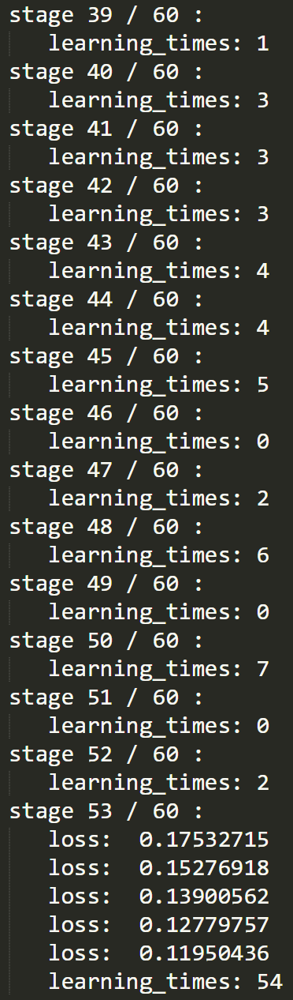 stage 39 / 60 :
learning_times: 1
stage 40 / 60 :
learning_times: 3
stage 41 / 60 :
learning_times: 3
stage 42 / 60 :
learning_times: 3
stage 43 / 60 :
learning_times: 4
stage 44 / 60 :
learning_times: 4
stage 45 / 60 :
learning_times: 5
stage 46 / 60 :
learning_times: 0
stage 47 / 60 :
learning_times: 2
stage 48 / 60 :
learning_times: 6
stage 49 / 60 :
learning_times: 0
stage 50 / 60 :
learning_times: 7
stage 51 / 60 :
learning_times: 0
stage 52 / 60 :
learning_times: 2
stage 53 / 60 :
loss:  0.17532715
loss:  0.15276918
loss:  0.13900562
loss:  0.12779757
loss:  0.11950436
learning_times: 54